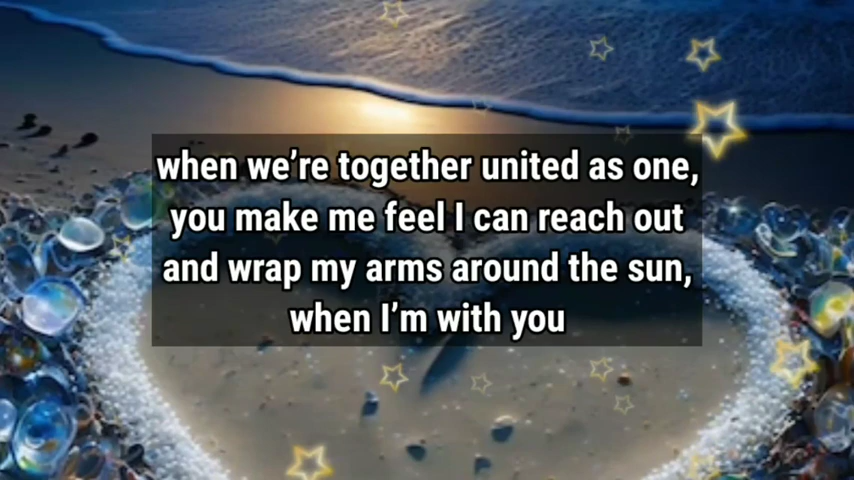 when we’re together united as one,
you make me feel I can reach out
and wrap my arms around the sun,
when I’m with you